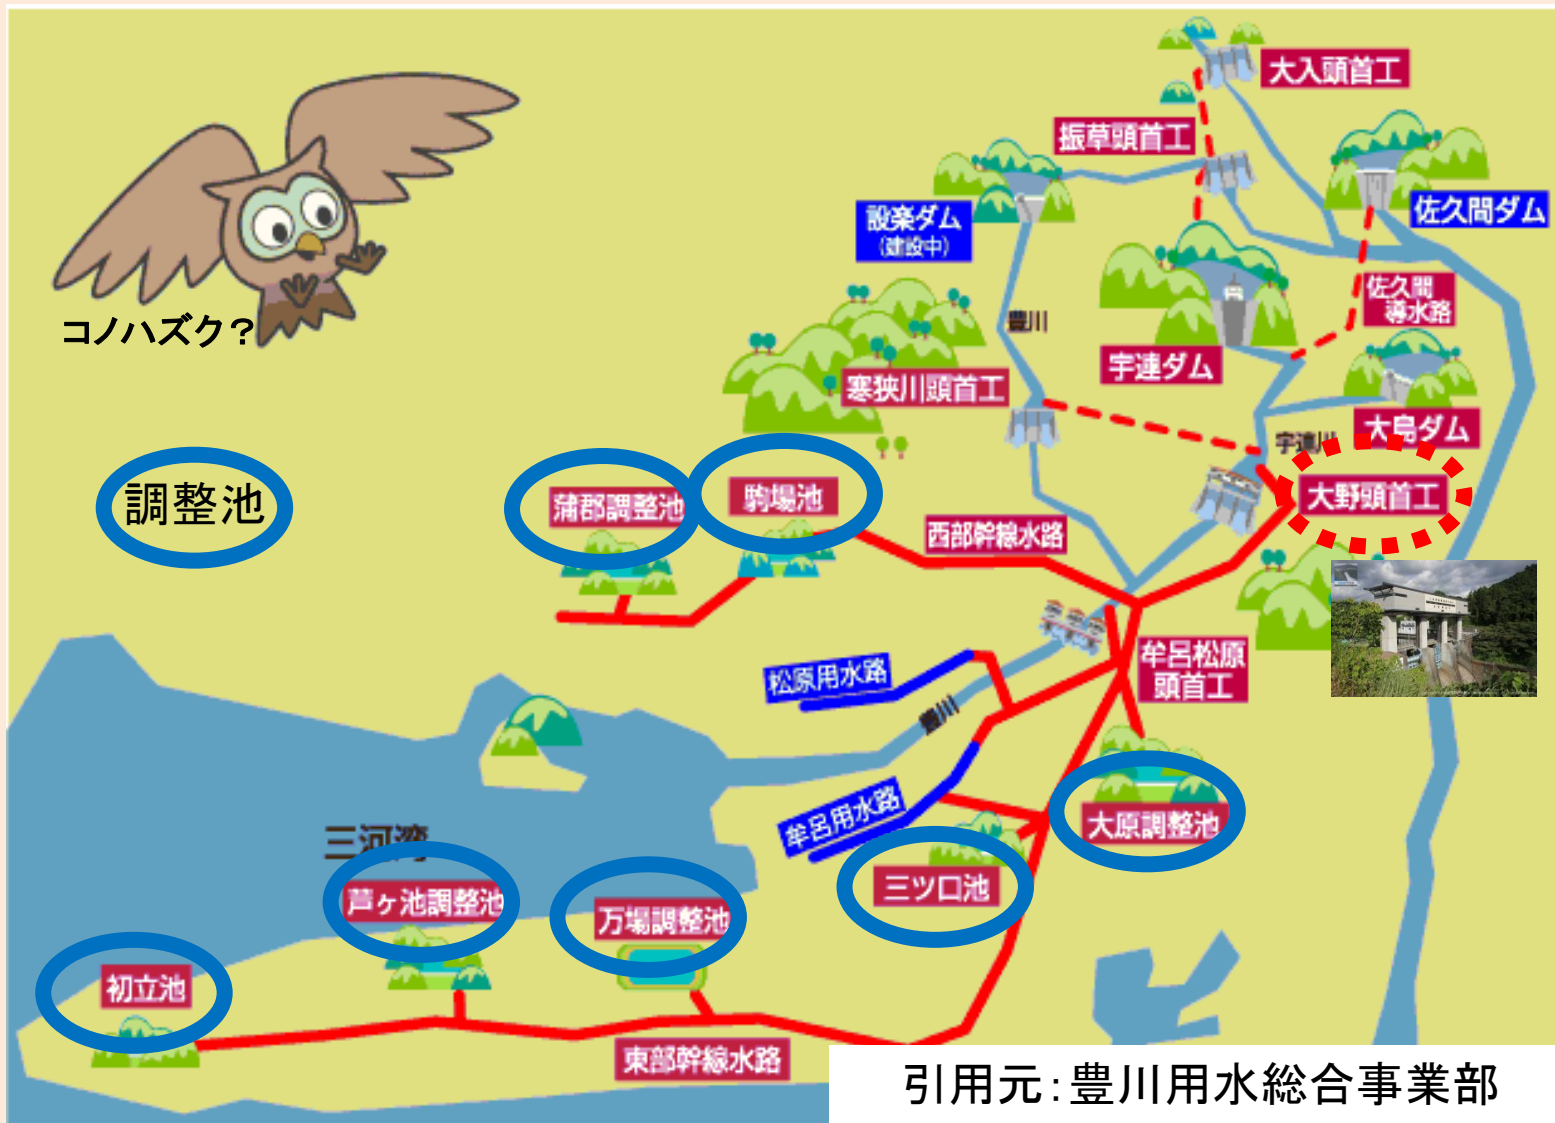 大入頭首工
振草頭首工
佐久間ダム
設楽ダム
(建設中)
佐久間
導水路
豊川
コノハズク？
宇連ダム
寒狭川頭首工
大島ダム
宇連川
調整池
蒲郡調整池
駒場池
大野頭首工
西部幹線水路
牟呂松原
頭首工
松原用水路
豊川
牟呂用水路
大原調整池
三河湾
三ツ口池
芦ヶ池調整池
万場調整池
初立池
東部幹線水路
引用元：豊川用水総合事業部